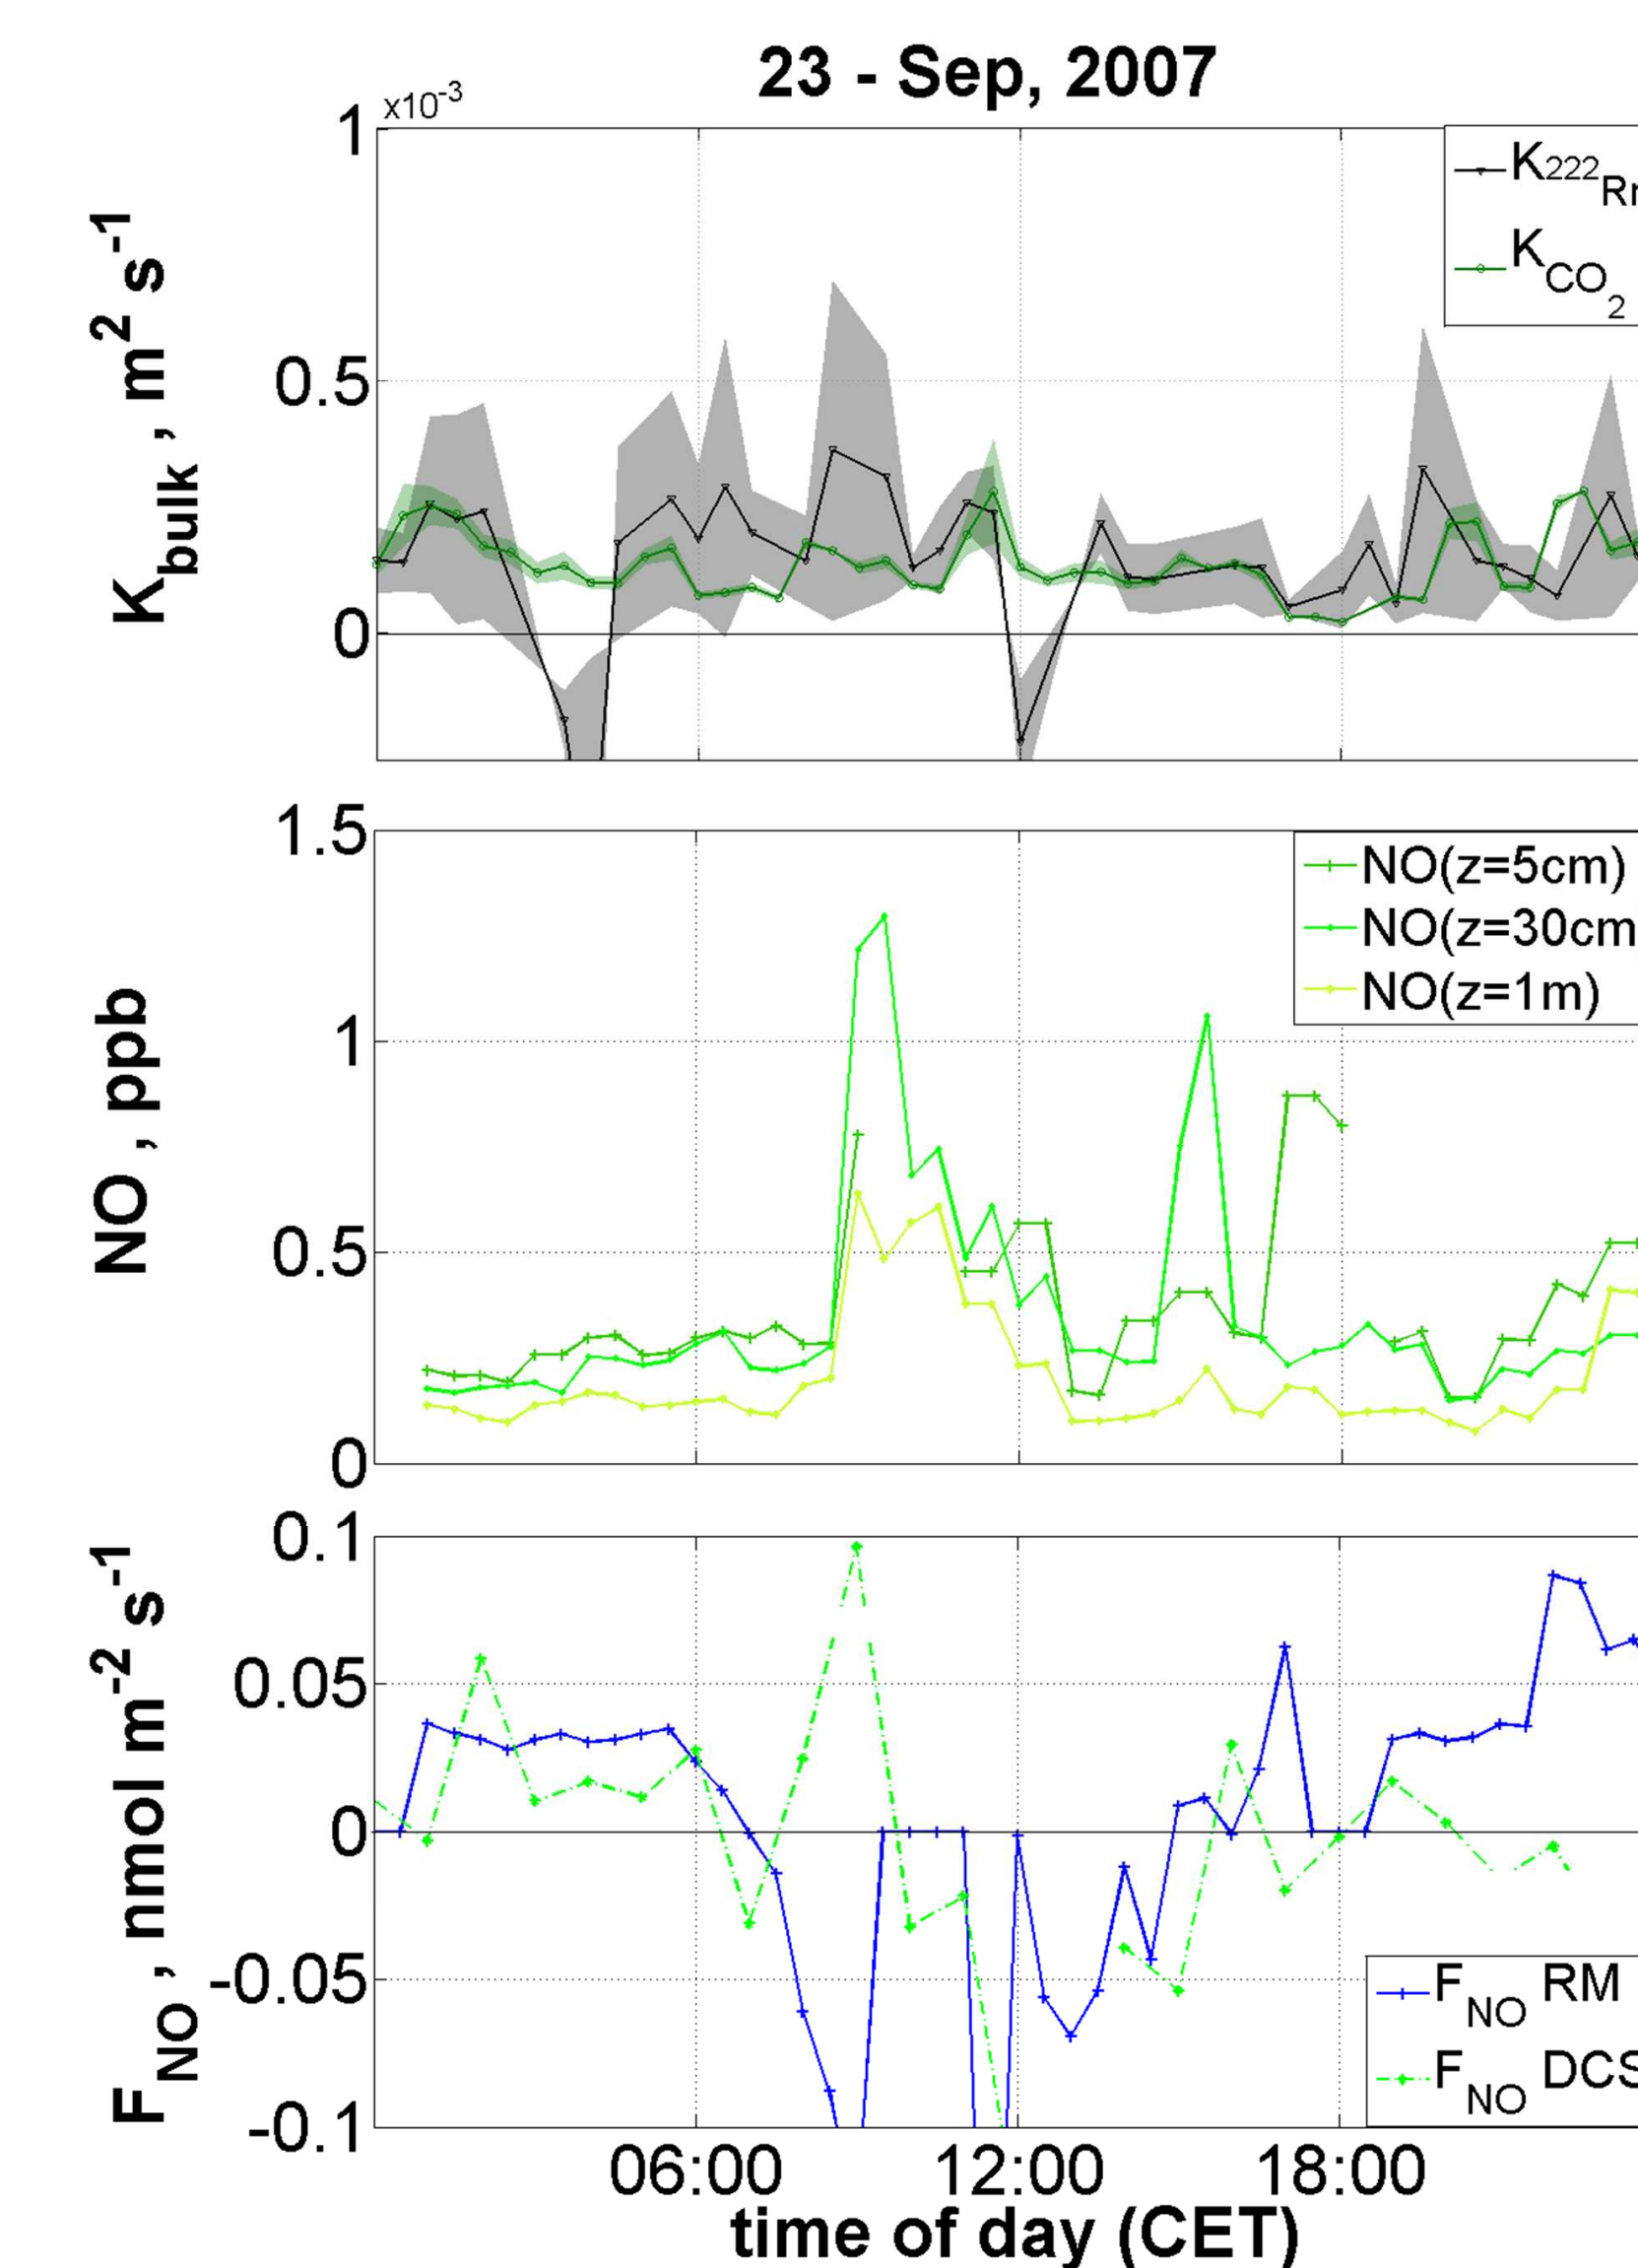 23 - Sep, 2007
x10-3
1
0.5
0
Kbulk , m2 s-1
K222Rn
KCO2
1.5
1
0.5
0
NO , ppb
NO(z=5cm)
NO(z=30cm
NO(z=1m)
0.1
0.05
0
-0.05
-0.1
FNO , nmol m-2 s-1
FNO RM
FNO DCS
06:00 12:00 18:00
time of day (CET)